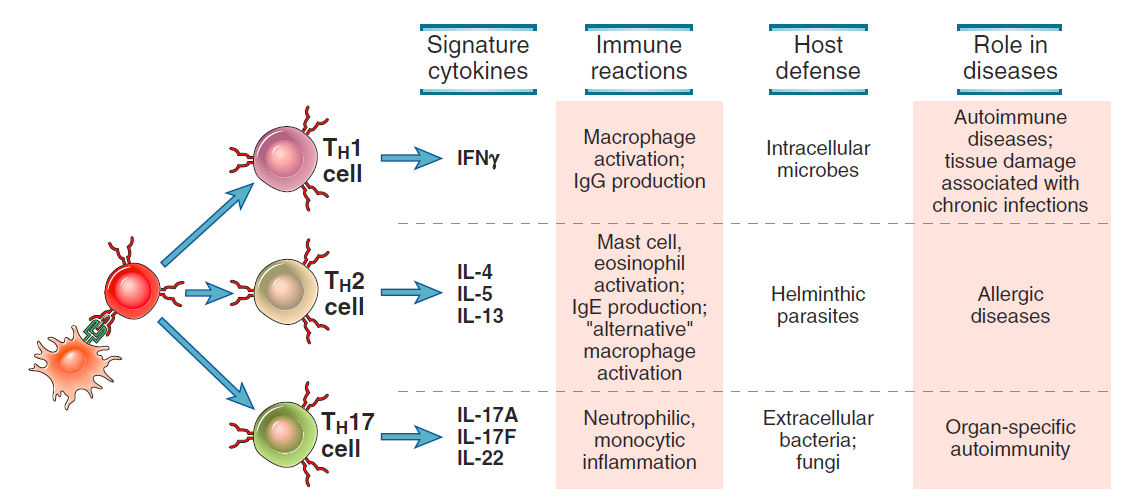 Signature
cytokines
Immune
reactions
Host
defense
Role in
diseases
TH1
cell
IFNγ
Macrophage
activation;
IgG production
Intracellular
microbes
Autoimmune
diseases;
tissue damage
associated with
chronic infections
TH2
cell
IL-4
IL-5
IL-13
Mast cell,
eosinophil
activation;
IgE production;
"alternative"
macrophage
activation
Helminthic
parasites
Allergic
diseases
TH17
cell
IL-17A
IL-17F
IL-22
Neutrophilic,
monocytic
inflammation
Extracellular
bacteria;
fungi
Organ-specific
autoimmunity